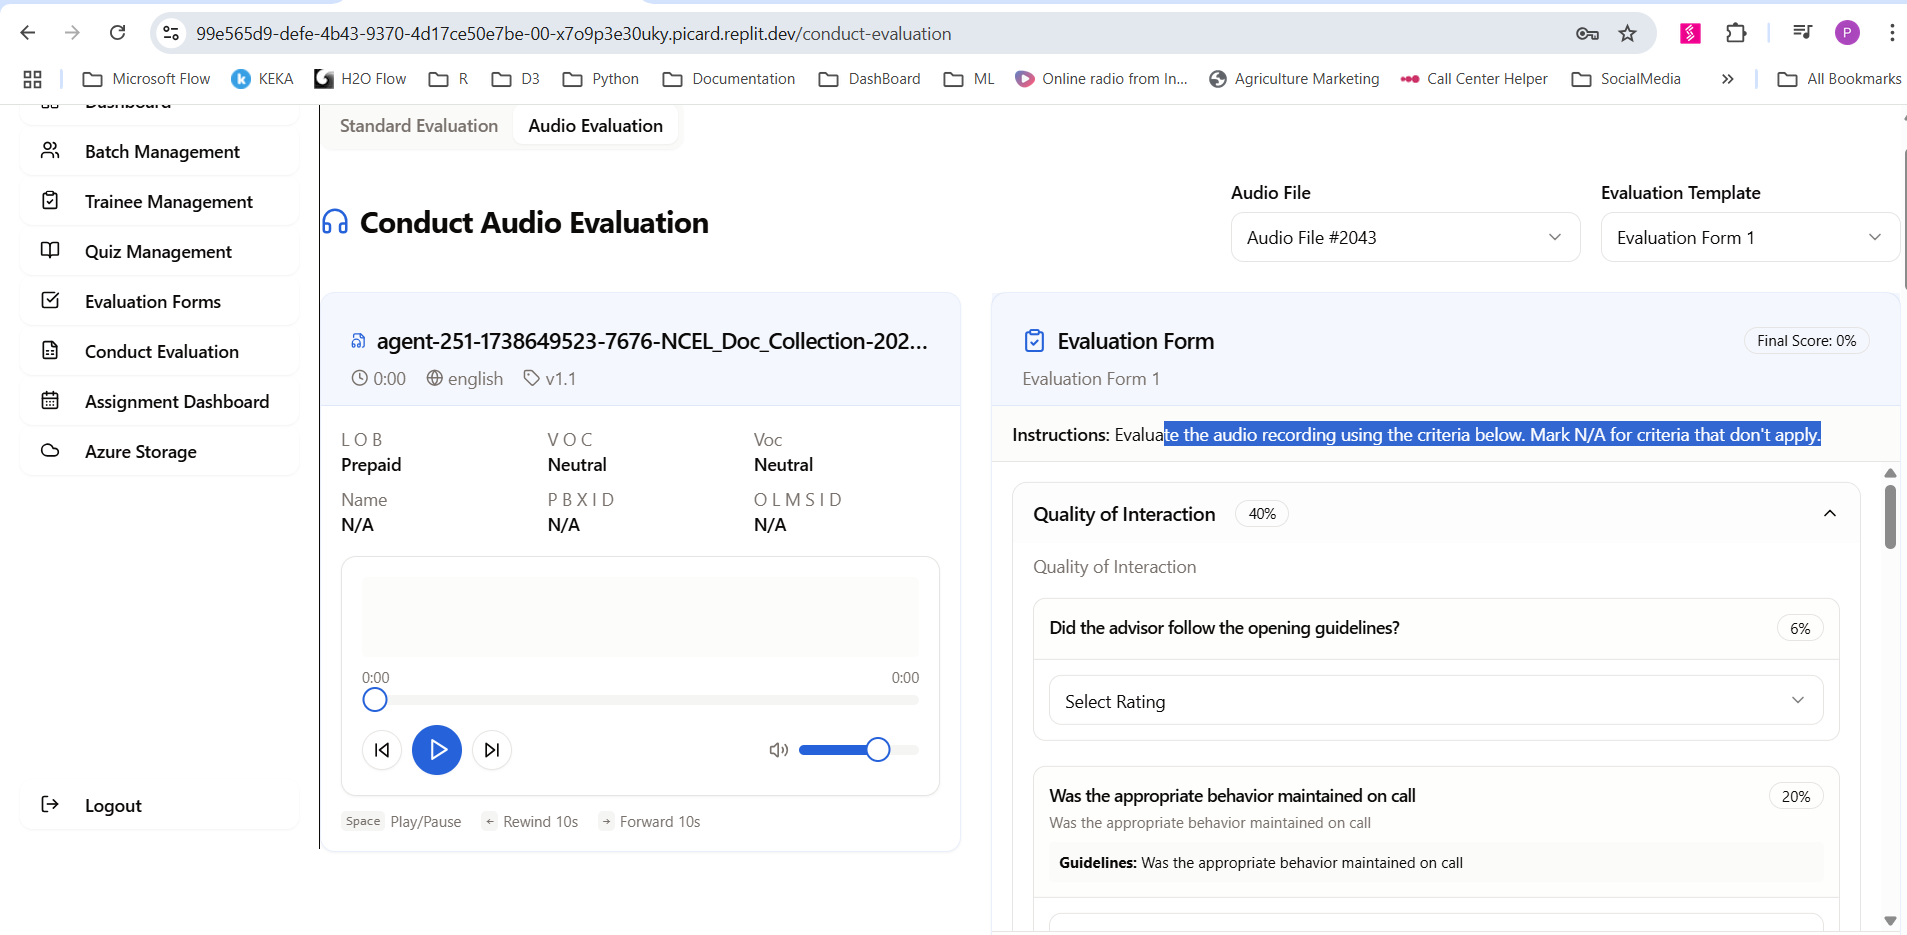 99e565d9-defe-4b43-9370-4d17ce50e7be-00-x7o9p3e30uky.picard.replit.dev/conduct-evaluation
P
Microsoft Flow
KEKA
H2O Flow
R
D3
Python
Documentation
DashBoard
ML
Online radio from In...
Agriculture Marketing
Call Center Helper
SocialMedia
»
All Bookmarks
Dashboard
Batch Management
Trainee Management
Quiz Management
Evaluation Forms
Conduct Evaluation
Assignment Dashboard
Azure Storage
Logout
Standard Evaluation
Audio Evaluation
Conduct Audio Evaluation
Audio File
Audio File #2043
Evaluation Template
Evaluation Form 1
agent-251-1738649523-7676-NCEL_Doc_Collection-202...
0:00 english v1.1
L O B V O C Voc
Prepaid Neutral Neutral
Name P B X I D O L M S I D
N/A N/A N/A
0:00 0:00
Space Play/Pause ← Rewind 10s → Forward 10s
Evaluation Form
Final Score: 0%
Evaluation Form 1
Instructions: Evaluate the audio recording using the criteria below. Mark N/A for criteria that don't apply.
Quality of Interaction 40%
Quality of Interaction
Did the advisor follow the opening guidelines? 6%
Select Rating
Was the appropriate behavior maintained on call 20%
Was the appropriate behavior maintained on call
Guidelines: Was the appropriate behavior maintained on call